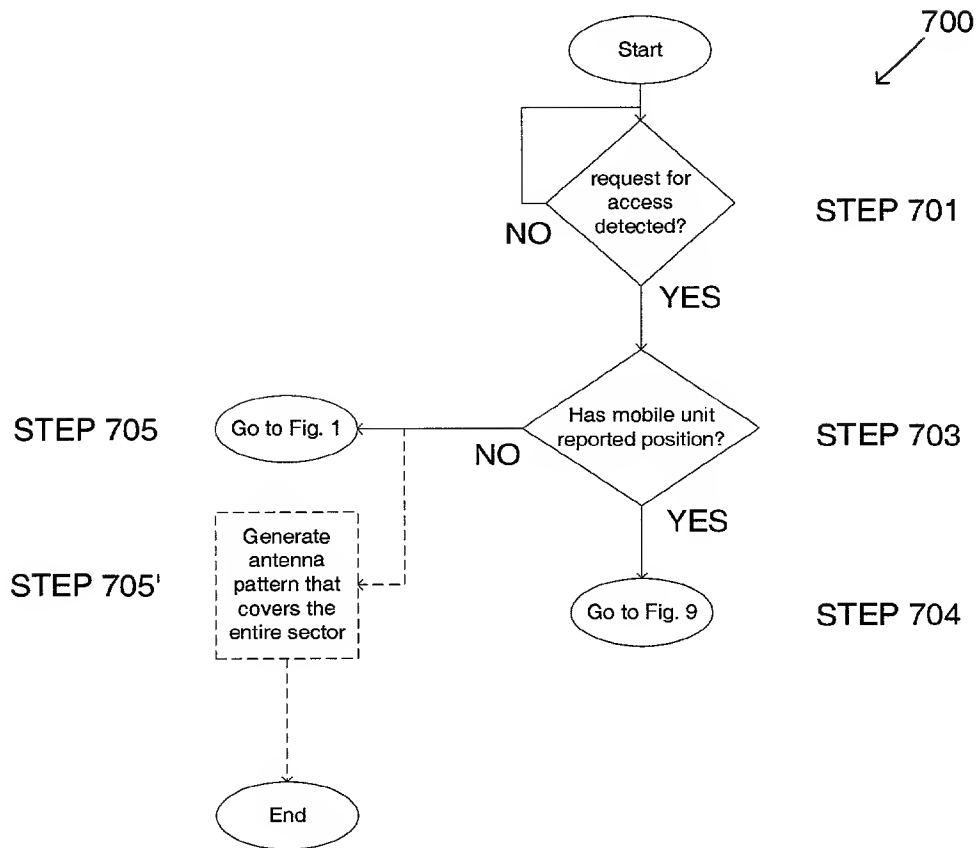 700
Start
request for
access
detected?
STEP 701
NO
YES
STEP 705
Go to Fig. 1
Has mobile unit
reported position?
STEP 703
NO
YES
STEP 705'
Generate
antenna
pattern that
covers the
entire sector
Go to Fig. 9
STEP 704
End